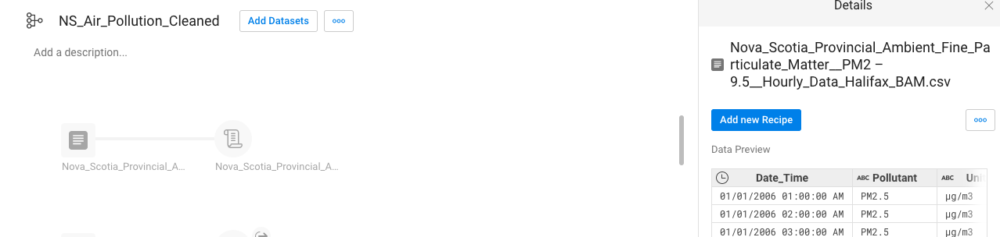 NS_Air_Pollution_Cleaned
Add Datasets
Add a description...
Nova_Scotia_Provincial_A...
Nova_Scotia_Provincial_A...
Details
Nova_Scotia_Provincial_Ambient_Fine_Pa
rticulate_Matter__PM2 –
9.5__Hourly_Data_Halifax_BAM.csv
Add new Recipe
Data Preview
Date_Time ABC Pollutant ABC Uni
01/01/2006 01:00:00 AM PM2.5 µg/m3
01/01/2006 02:00:00 AM PM2.5 µg/m3
01/01/2006 03:00:00 AM PM2.5 µg/m3